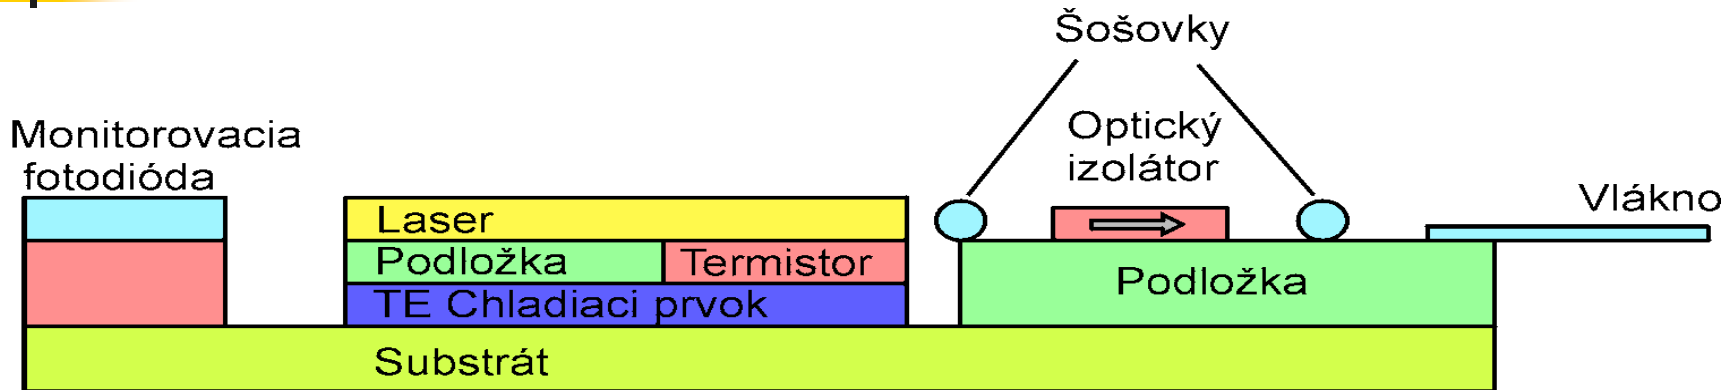 Šošovky
Monitorovacia
fotodióda
Optický
izolátor
Vlákno
Laser
Podložka
Termistor
TE Chladiaci prvok
Podložka
Substrát